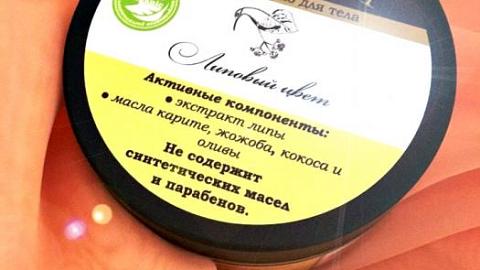 для тела
Липовый цвет
Активные компоненты:
• экстракт липы
• масла карите, жожоба, кокоса и
оливы
Не содержит
синтетических масел
и парабенов.